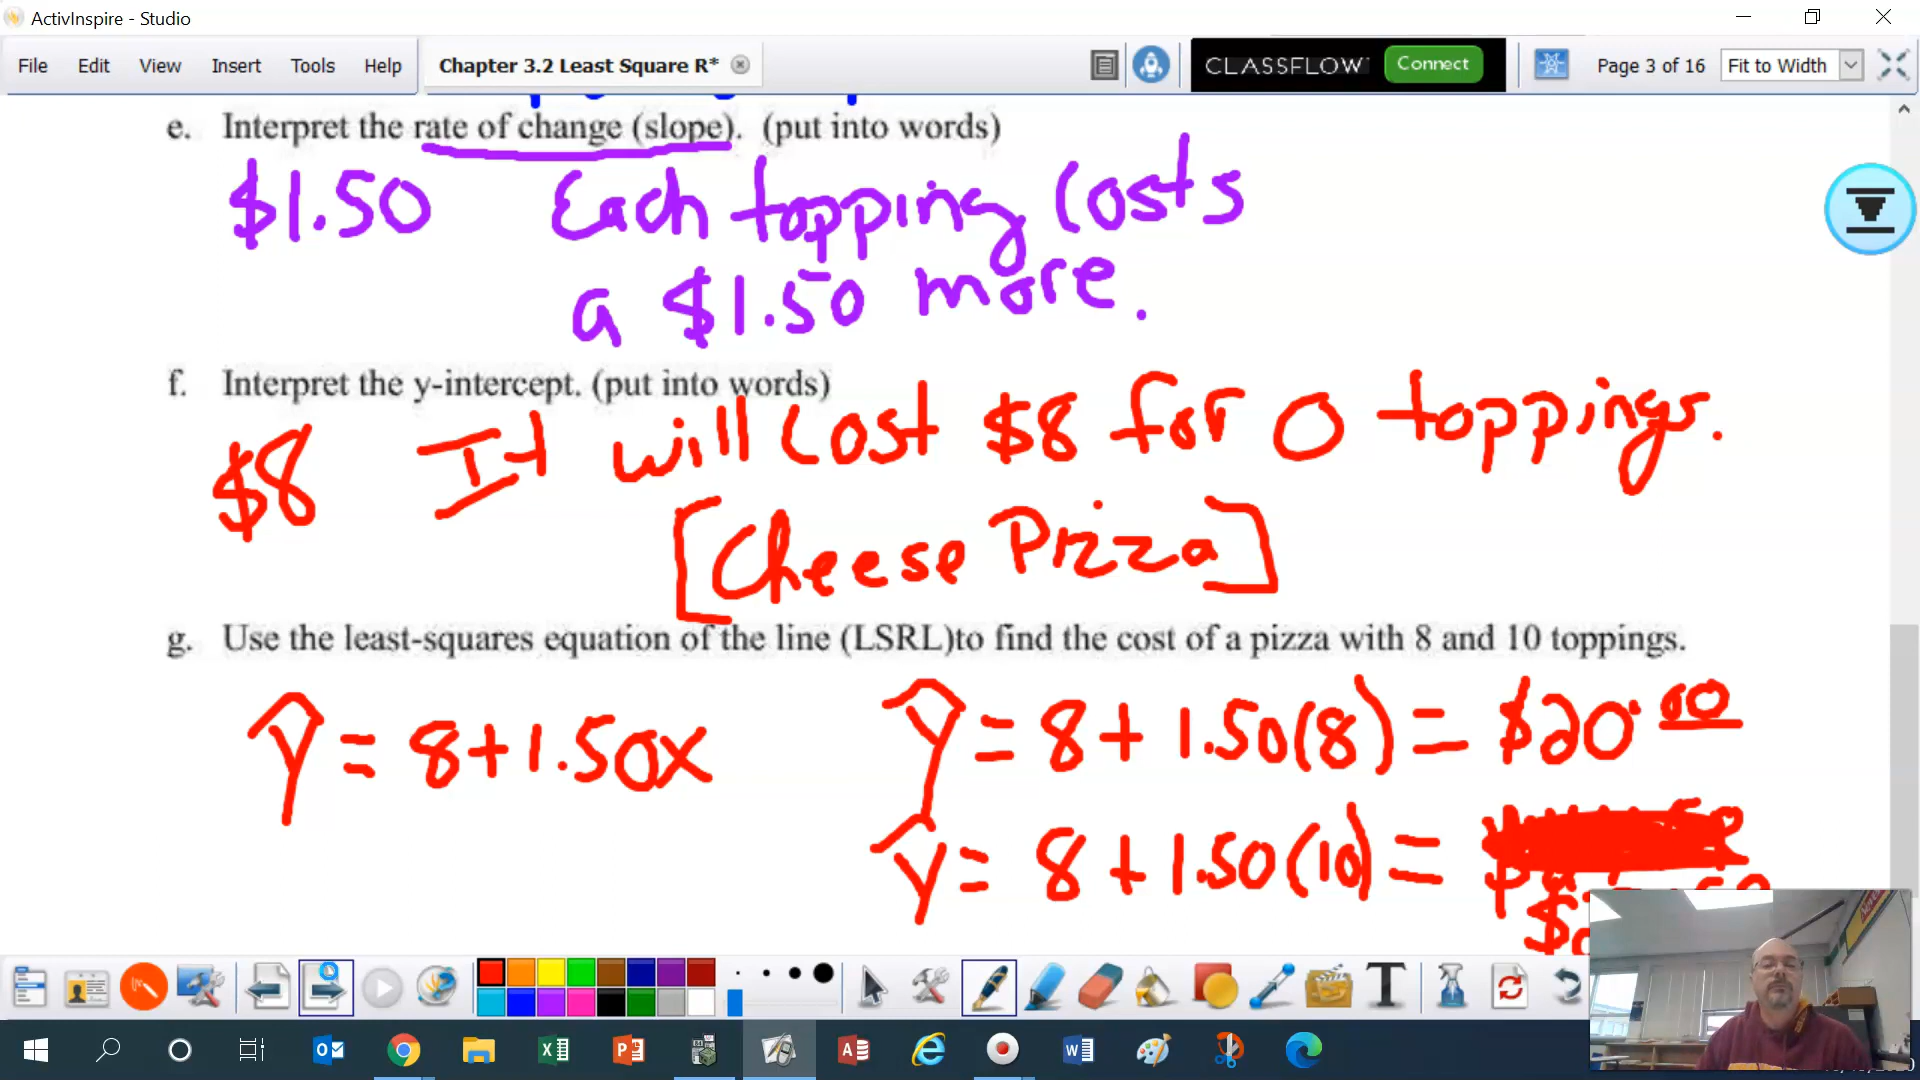 ActivInspire - Studio
File Edit View Insert Tools Help
Chapter 3.2 Least Square R*
CLASSFLOW Connect
Page 3 of 16
Fit to Width
e. Interpret the rate of change (slope). (put into words)
$1.50 Each topping costs
a $1.50 more.
f. Interpret the y-intercept. (put into words)
$8 It will cost $8 for 0 toppings.
[Cheese Pizza]
g. Use the least-squares equation of the line (LSRL)to find the cost of a pizza with 8 and 10 toppings.
ŷ = 8+1.50x
ŷ = 8 + 1.50(8) = $20.00
ŷ = 8 + 1.50(10) =